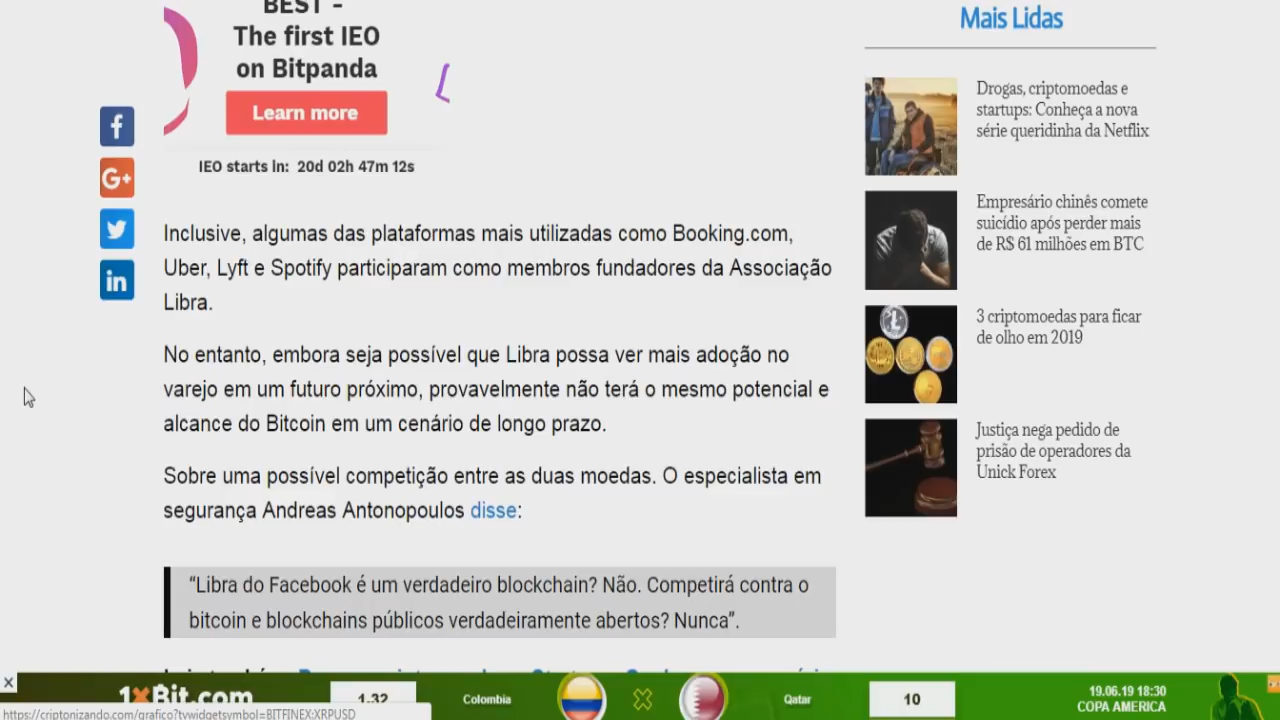 BEST -
The first IEO
on Bitpanda
Learn more
IEO starts in: 20d 02h 47m 12s
f
G+
in
Inclusive, algumas das plataformas mais utilizadas como Booking.com,
Uber, Lyft e Spotify participaram como membros fundadores da Associação
Libra.
No entanto, embora seja possível que Libra possa ver mais adoção no
varejo em um futuro próximo, provavelmente não terá o mesmo potencial e
alcance do Bitcoin em um cenário de longo prazo.
Sobre uma possível competição entre as duas moedas. O especialista em
segurança Andreas Antonopoulos disse:
“Libra do Facebook é um verdadeiro blockchain? Não. Competirá contra o
bitcoin e blockchains públicos verdadeiramente abertos? Nunca”.
Mais Lidas
Drogas, criptomoedas e
startups: Conheça a nova
série queridinha da Netflix
Empresário chinês comete
suicídio após perder mais
de R$ 61 milhões em BTC
3 criptomoedas para ficar
de olho em 2019
Justiça nega pedido de
prisão de operadores da
Unick Forex
1xBit.com
1.32
Colombia
Qatar
10
19.06.19 18:30
COPA AMERICA
https://criptonizando.com/grafico?tvwidgetsymbol=BITFINEX:XRPUSD